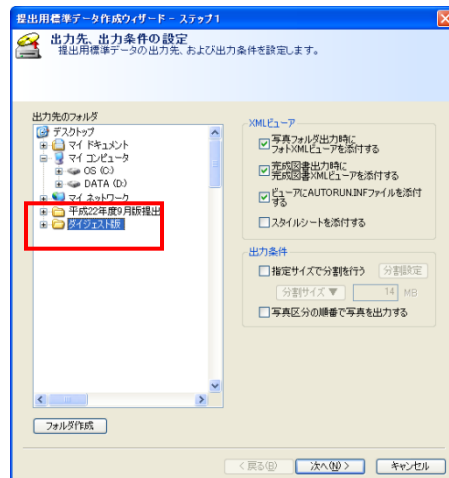 提出用標準データ作成ウィザード - ステップ1
出力先、出力条件の設定
提出用標準データの出力先、および出力条件を設定します。
出力先のフォルダ
デスクトップ
マイ ドキュメント
マイ コンピュータ
OS (C:)
DATA (D:)
マイ ネットワーク
平成22年度9月版提出
ダイジェスト版
フォルダ作成
XMLビューア
写真フォルダ出力時に
フォトXMLビューアを添付する
完成図書出力時に
完成図書XMLビューアを添付する
ビューアにAUTORUN.INFファイルを添付
する
スタイルシートを添付する
出力条件
指定サイズで分割を行う 分割設定
分割サイズ ▼ 14 MB
写真区分の順番で写真を出力する
< 戻る(B) 次へ(N) > キャンセル